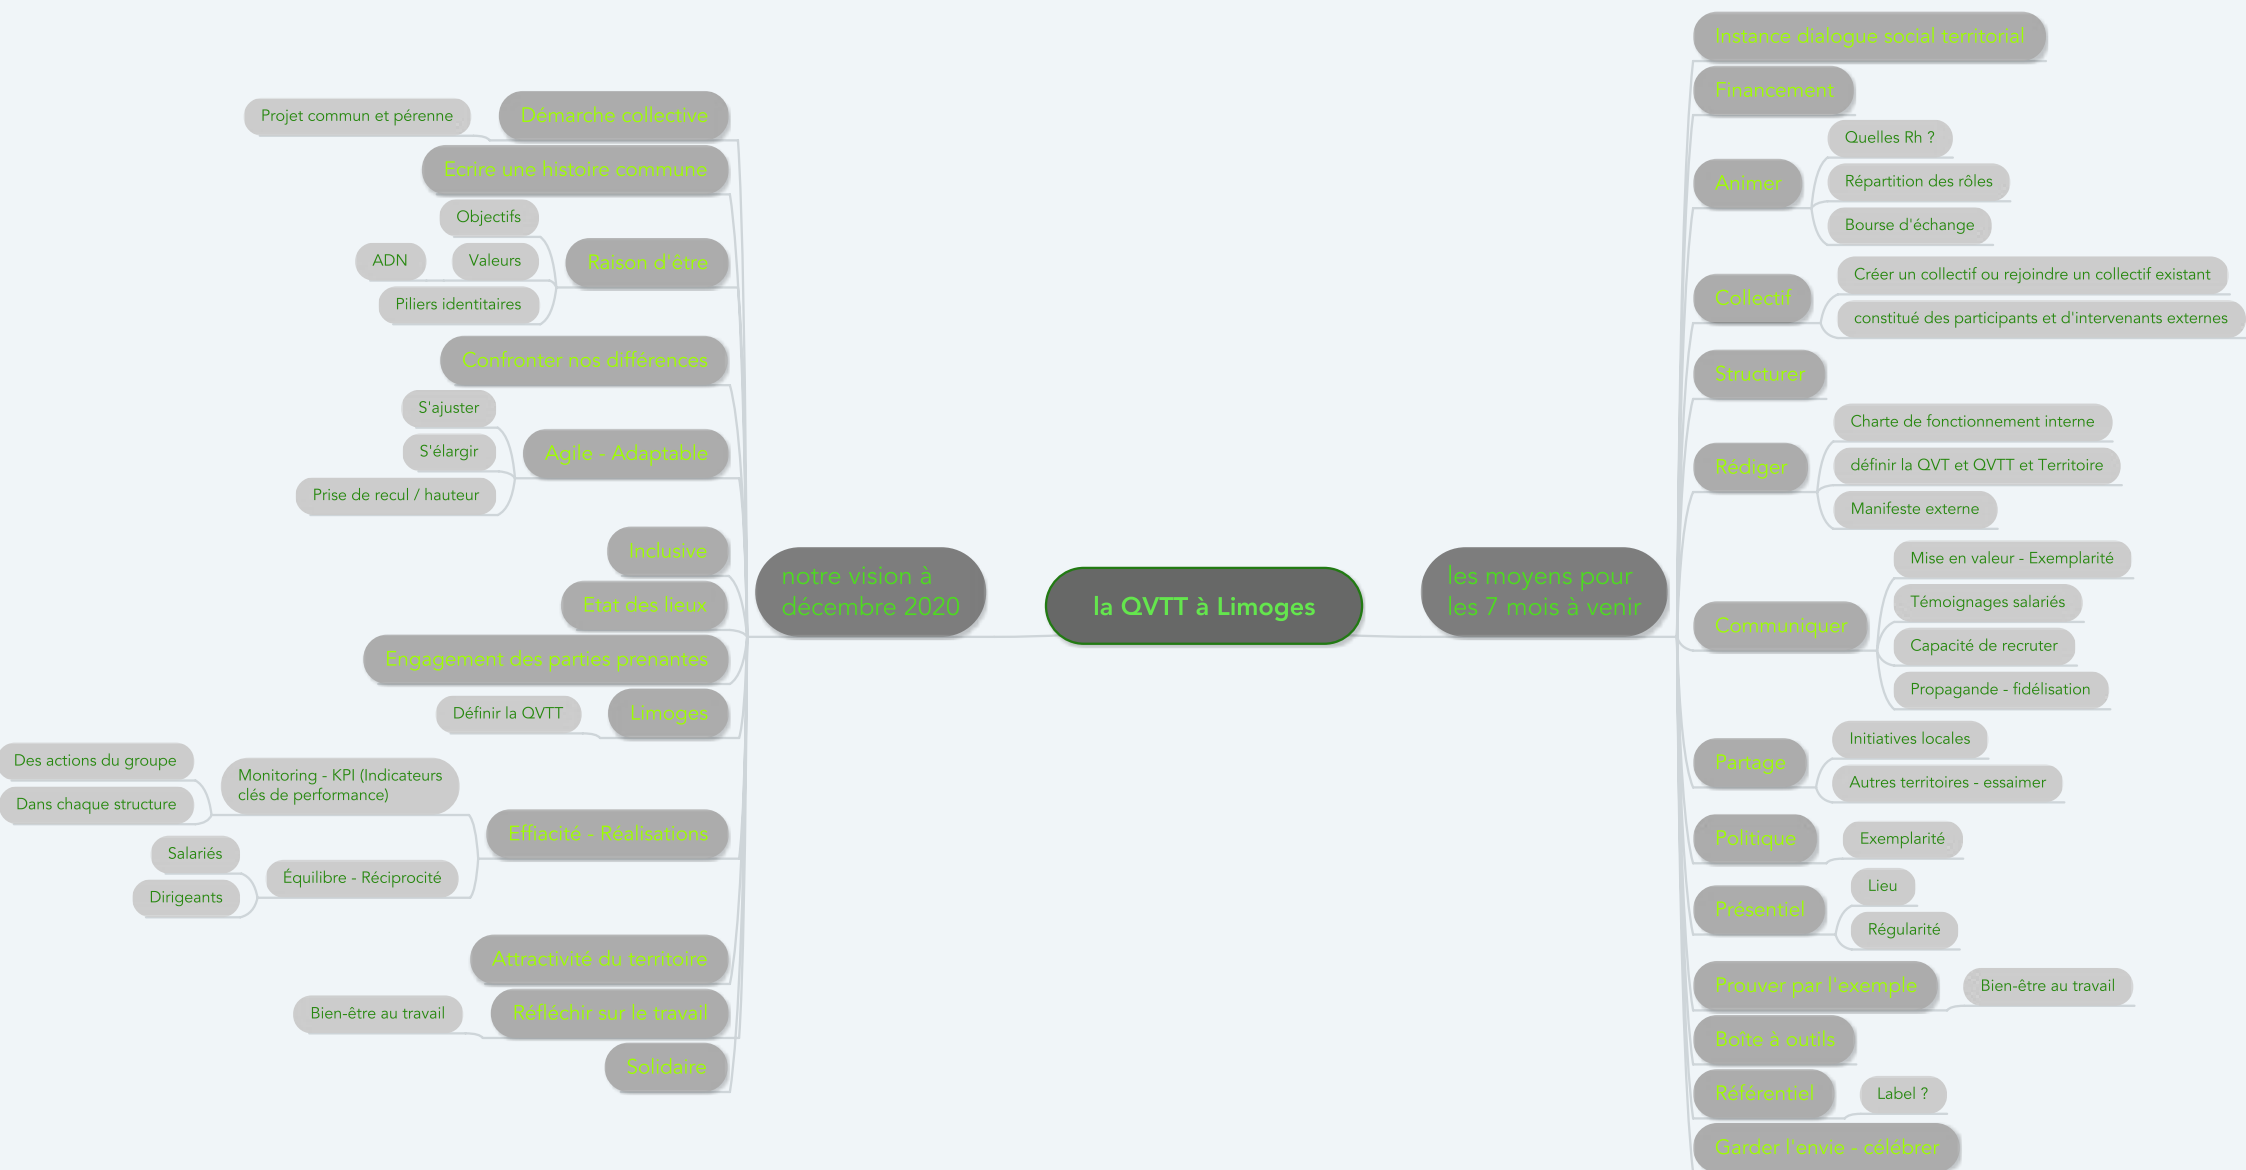 la QVTT à Limoges
notre vision à
décembre 2020
Démarche collective
Projet commun et pérenne
Ecrire une histoire commune
Raison d'être
Objectifs
Valeurs
ADN
Piliers identitaires
Confronter nos différences
Agile - Adaptable
S'ajuster
S'élargir
Prise de recul / hauteur
Inclusive
Etat des lieux
Engagement des parties prenantes
Limoges
Définir la QVTT
Effiacité - Réalisations
Monitoring - KPI (Indicateurs
clés de performance)
Des actions du groupe
Dans chaque structure
Équilibre - Réciprocité
Salariés
Dirigeants
Attractivité du territoire
Réfléchir sur le travail
Bien-être au travail
Solidaire
les moyens pour
les 7 mois à venir
Instance dialogue social territorial
Financement
Animer
Quelles Rh ?
Répartition des rôles
Bourse d'échange
Collectif
Créer un collectif ou rejoindre un collectif existant
constitué des participants et d'intervenants externes
Structurer
Rédiger
Charte de fonctionnement interne
définir la QVT et QVTT et Territoire
Manifeste externe
Communiquer
Mise en valeur - Exemplarité
Témoignages salariés
Capacité de recruter
Propagande - fidélisation
Partage
Initiatives locales
Autres territoires - essaimer
Politique
Exemplarité
Présentiel
Lieu
Régularité
Prouver par l'exemple
Bien-être au travail
Boîte à outils
Référentiel
Label ?
Garder l'envie - célébrer